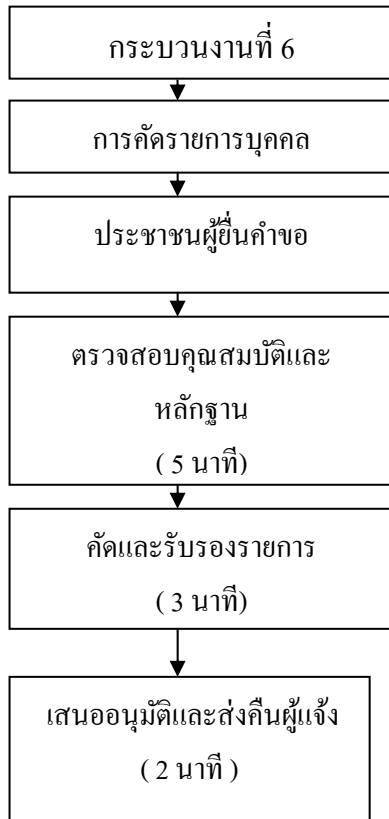 กระบวนงานที่ 6
การคัดรายการบุคคล
ประชาชนผู้ยื่นคำขอ
ตรวจสอบคุณสมบัติและ
หลักฐาน
( 5 นาที)
คัดและรับรองรายการ
( 3 นาที)
เสนออนุมัติและส่งคืนผู้แจ้ง
( 2 นาที )